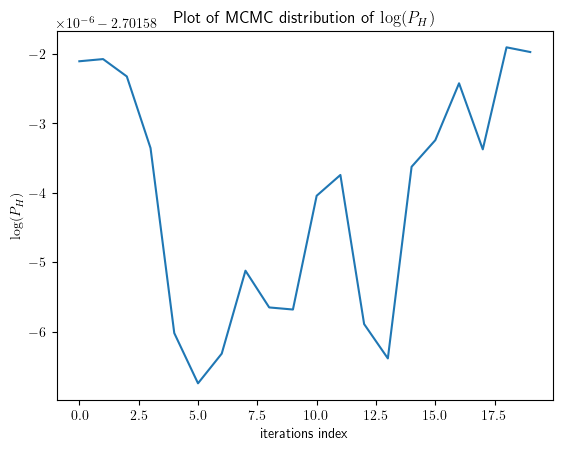 Plot of MCMC distribution of log(P_H)
×10⁻⁶ − 2.70158
−2
−3
−4
−5
−6
log(P_H)
0.0 2.5 5.0 7.5 10.0 12.5 15.0 17.5
iterations index